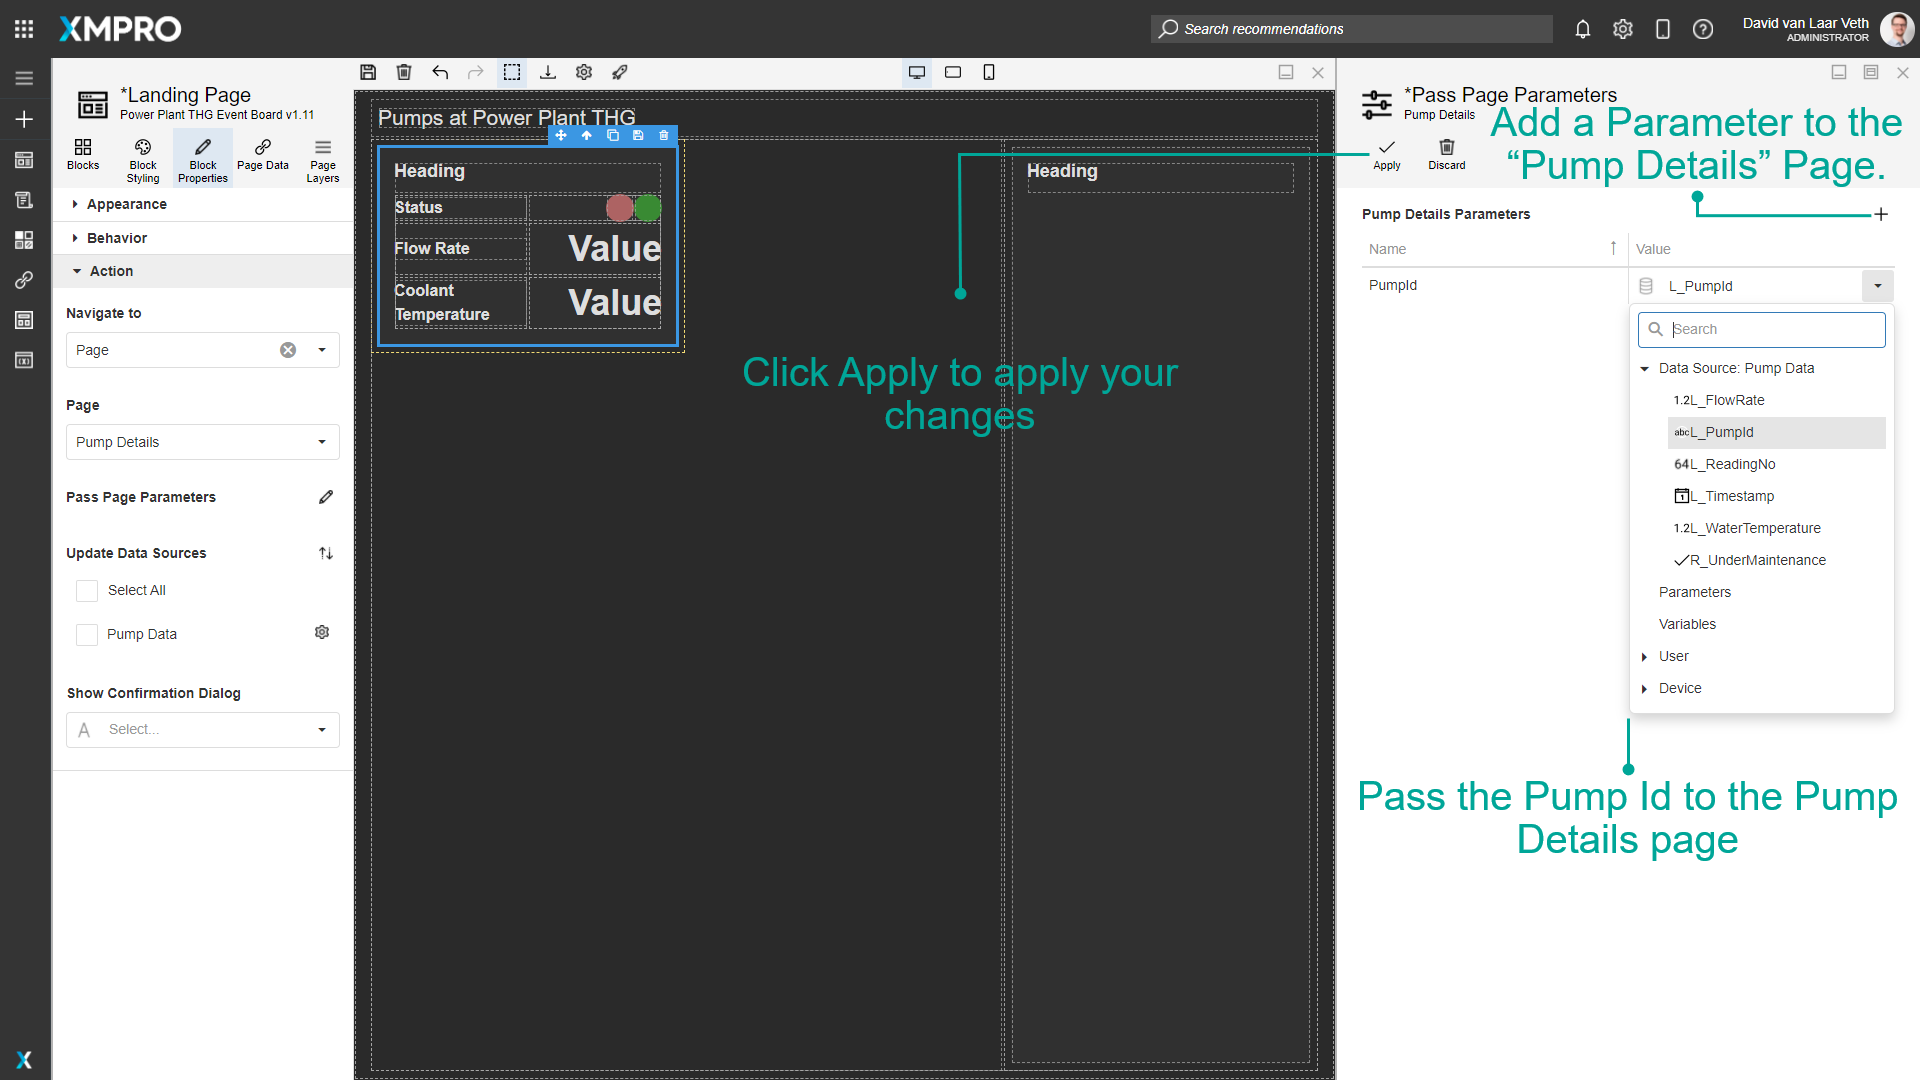 XMPRO
Search recommendations
David van Laar Veth
ADMINISTRATOR
*Landing Page
Power Plant THG Event Board v1.11
Blocks
Block Styling
Block Properties
Page Data
Page Layers
Appearance
Behavior
Action
Navigate to
Page
Page
Pump Details
Pass Page Parameters
Update Data Sources
Select All
Pump Data
Show Confirmation Dialog
A Select...
Pumps at Power Plant THG
Heading
Status
Flow Rate
Value
Coolant
Temperature
Value
Heading
Click Apply to apply your
changes
*Pass Page Parameters
Pump Details
Apply
Discard
Add a Parameter to the
“Pump Details” Page.
Pump Details Parameters
Name
Value
PumpId
L_PumpId
Search
Data Source: Pump Data
1.2 L_FlowRate
abc L_PumpId
64 L_ReadingNo
1 L_Timestamp
1.2 L_WaterTemperature
R_UnderMaintenance
Parameters
Variables
User
Device
Pass the Pump Id to the Pump
Details page
X